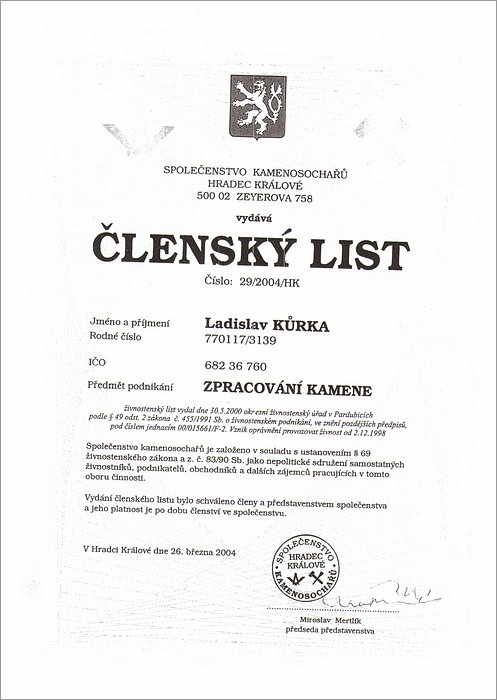 SPOLEČENSTVO KAMENOSOCHAŘŮ
HRADEC KRÁLOVÉ
500 02 ZEYEROVA 758
vydává
ČLENSKÝ LIST
Číslo: 29/2004/HK
Jméno a příjmení Ladislav KŮRKA
Rodné číslo 770117/3139
IČO 682 36 760
Předmět podnikání ZPRACOVÁNÍ KAMENE
živnostenský list vydal dne 30.5.2000 okresní živnostenský úřad v Pardubicích
podle § 49 odst. 2 zákona č. 455/1991 Sb. o živnostenském podnikání, ve znění pozdějších předpisů,
pod číslem jednacím 00/015661/F-2. Vznik oprávnění provozovat živnost od 2.12.1998
Společenstvo kamenosochařů je založeno v souladu s ustanovením § 69
živnostenského zákona a z. č. 83/90 Sb. jako nepolitické sdružení samostatných
živnostníků, podnikatelů, obchodníků a dalších zájemců pracujících v tomto
oboru činnosti.
Vydání členského listu bylo schváleno členy a představenstvem společenstva
a jeho platnost je po dobu členství ve společenstvu.
V Hradci Králové dne 26. března 2004
SPOLEČENSTVO
HRADEC
KRÁLOVÉ
KAMENOSOCHAŘŮ
Miroslav Mertlík
předseda představenstva